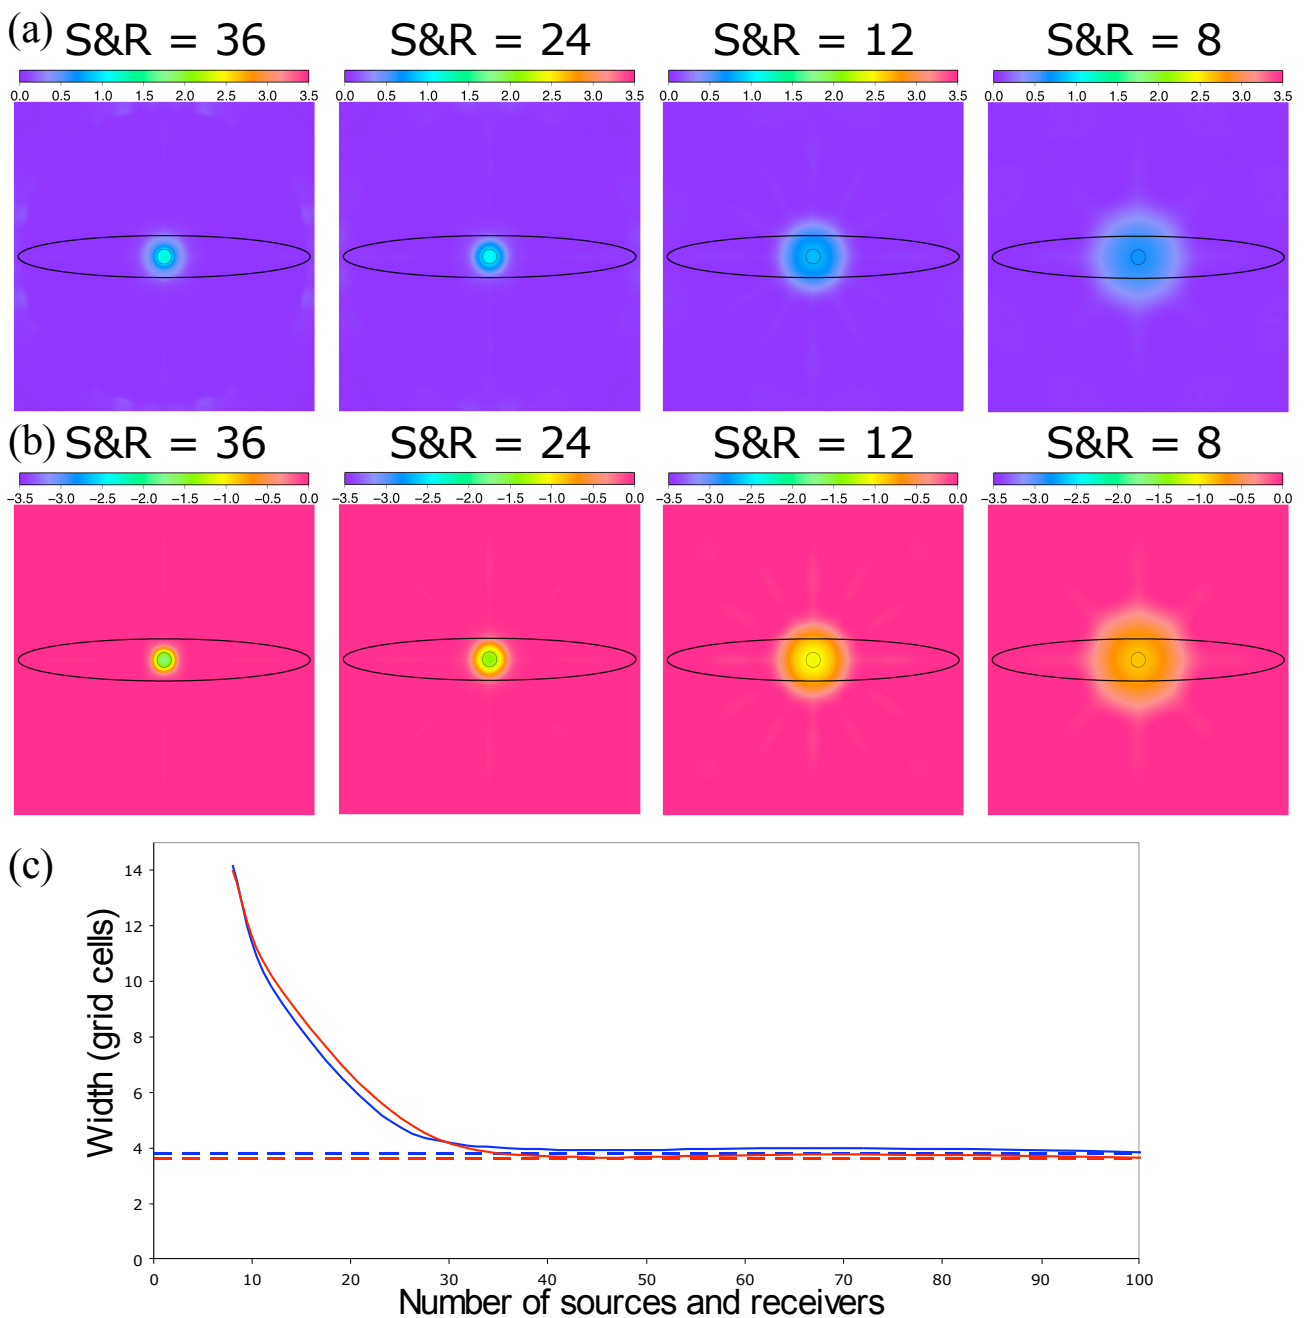 (a) S&R = 36 S&R = 24 S&R = 12 S&R = 8
0.0 0.5 1.0 1.5 2.0 2.5 3.0 3.5 0.0 0.5 1.0 1.5 2.0 2.5 3.0 3.5 0.0 0.5 1.0 1.5 2.0 2.5 3.0 3.5 0.0 0.5 1.0 1.5 2.0 2.5 3.0 3.5
(b) S&R = 36 S&R = 24 S&R = 12 S&R = 8
−3.5 −3.0 −2.5 −2.0 −1.5 −1.0 −0.5 0.0 −3.5 −3.0 −2.5 −2.0 −1.5 −1.0 −0.5 0.0 −3.5 −3.0 −2.5 −2.0 −1.5 −1.0 −0.5 0.0 −3.5 −3.0 −2.5 −2.0 −1.5 −1.0 −0.5 0.0
(c)
Width (grid cells)
14
12
10
8
6
4
2
0
0 10 20 30 40 50 60 70 80 90 100
Number of sources and receivers